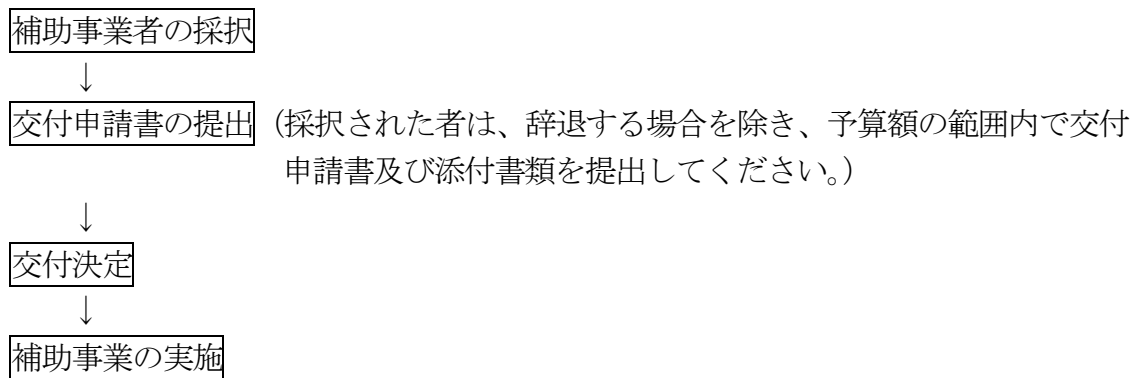 補助事業者の採択
↓
交付申請書の提出（採択された者は、辞退する場合を除き、予算額の範囲内で交付
申請書及び添付書類を提出してください。）
↓
交付決定
↓
補助事業の実施